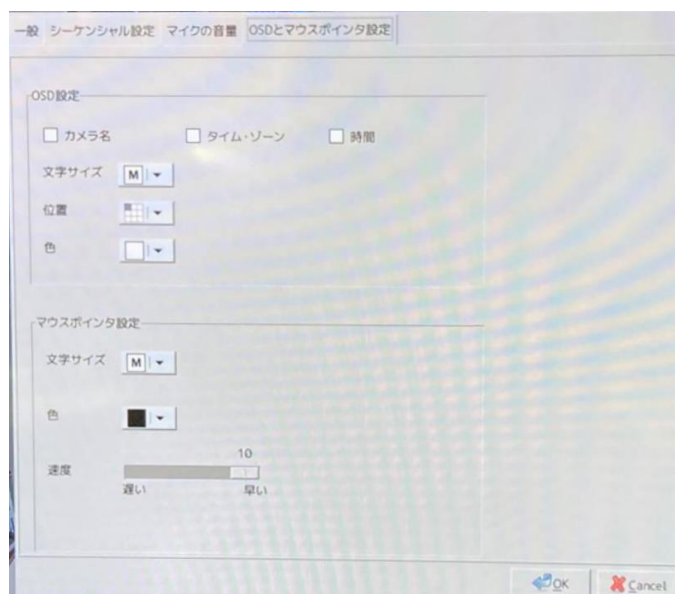 一般 シーケンシャル設定 マイクの音量 OSDとマウスポインタ設定
OSD設定
カメラ名 タイム・ゾーン 時間
文字サイズ M
位置
色
マウスポインタ設定
文字サイズ M
色
10
速度
遅い 早い
OK Cancel